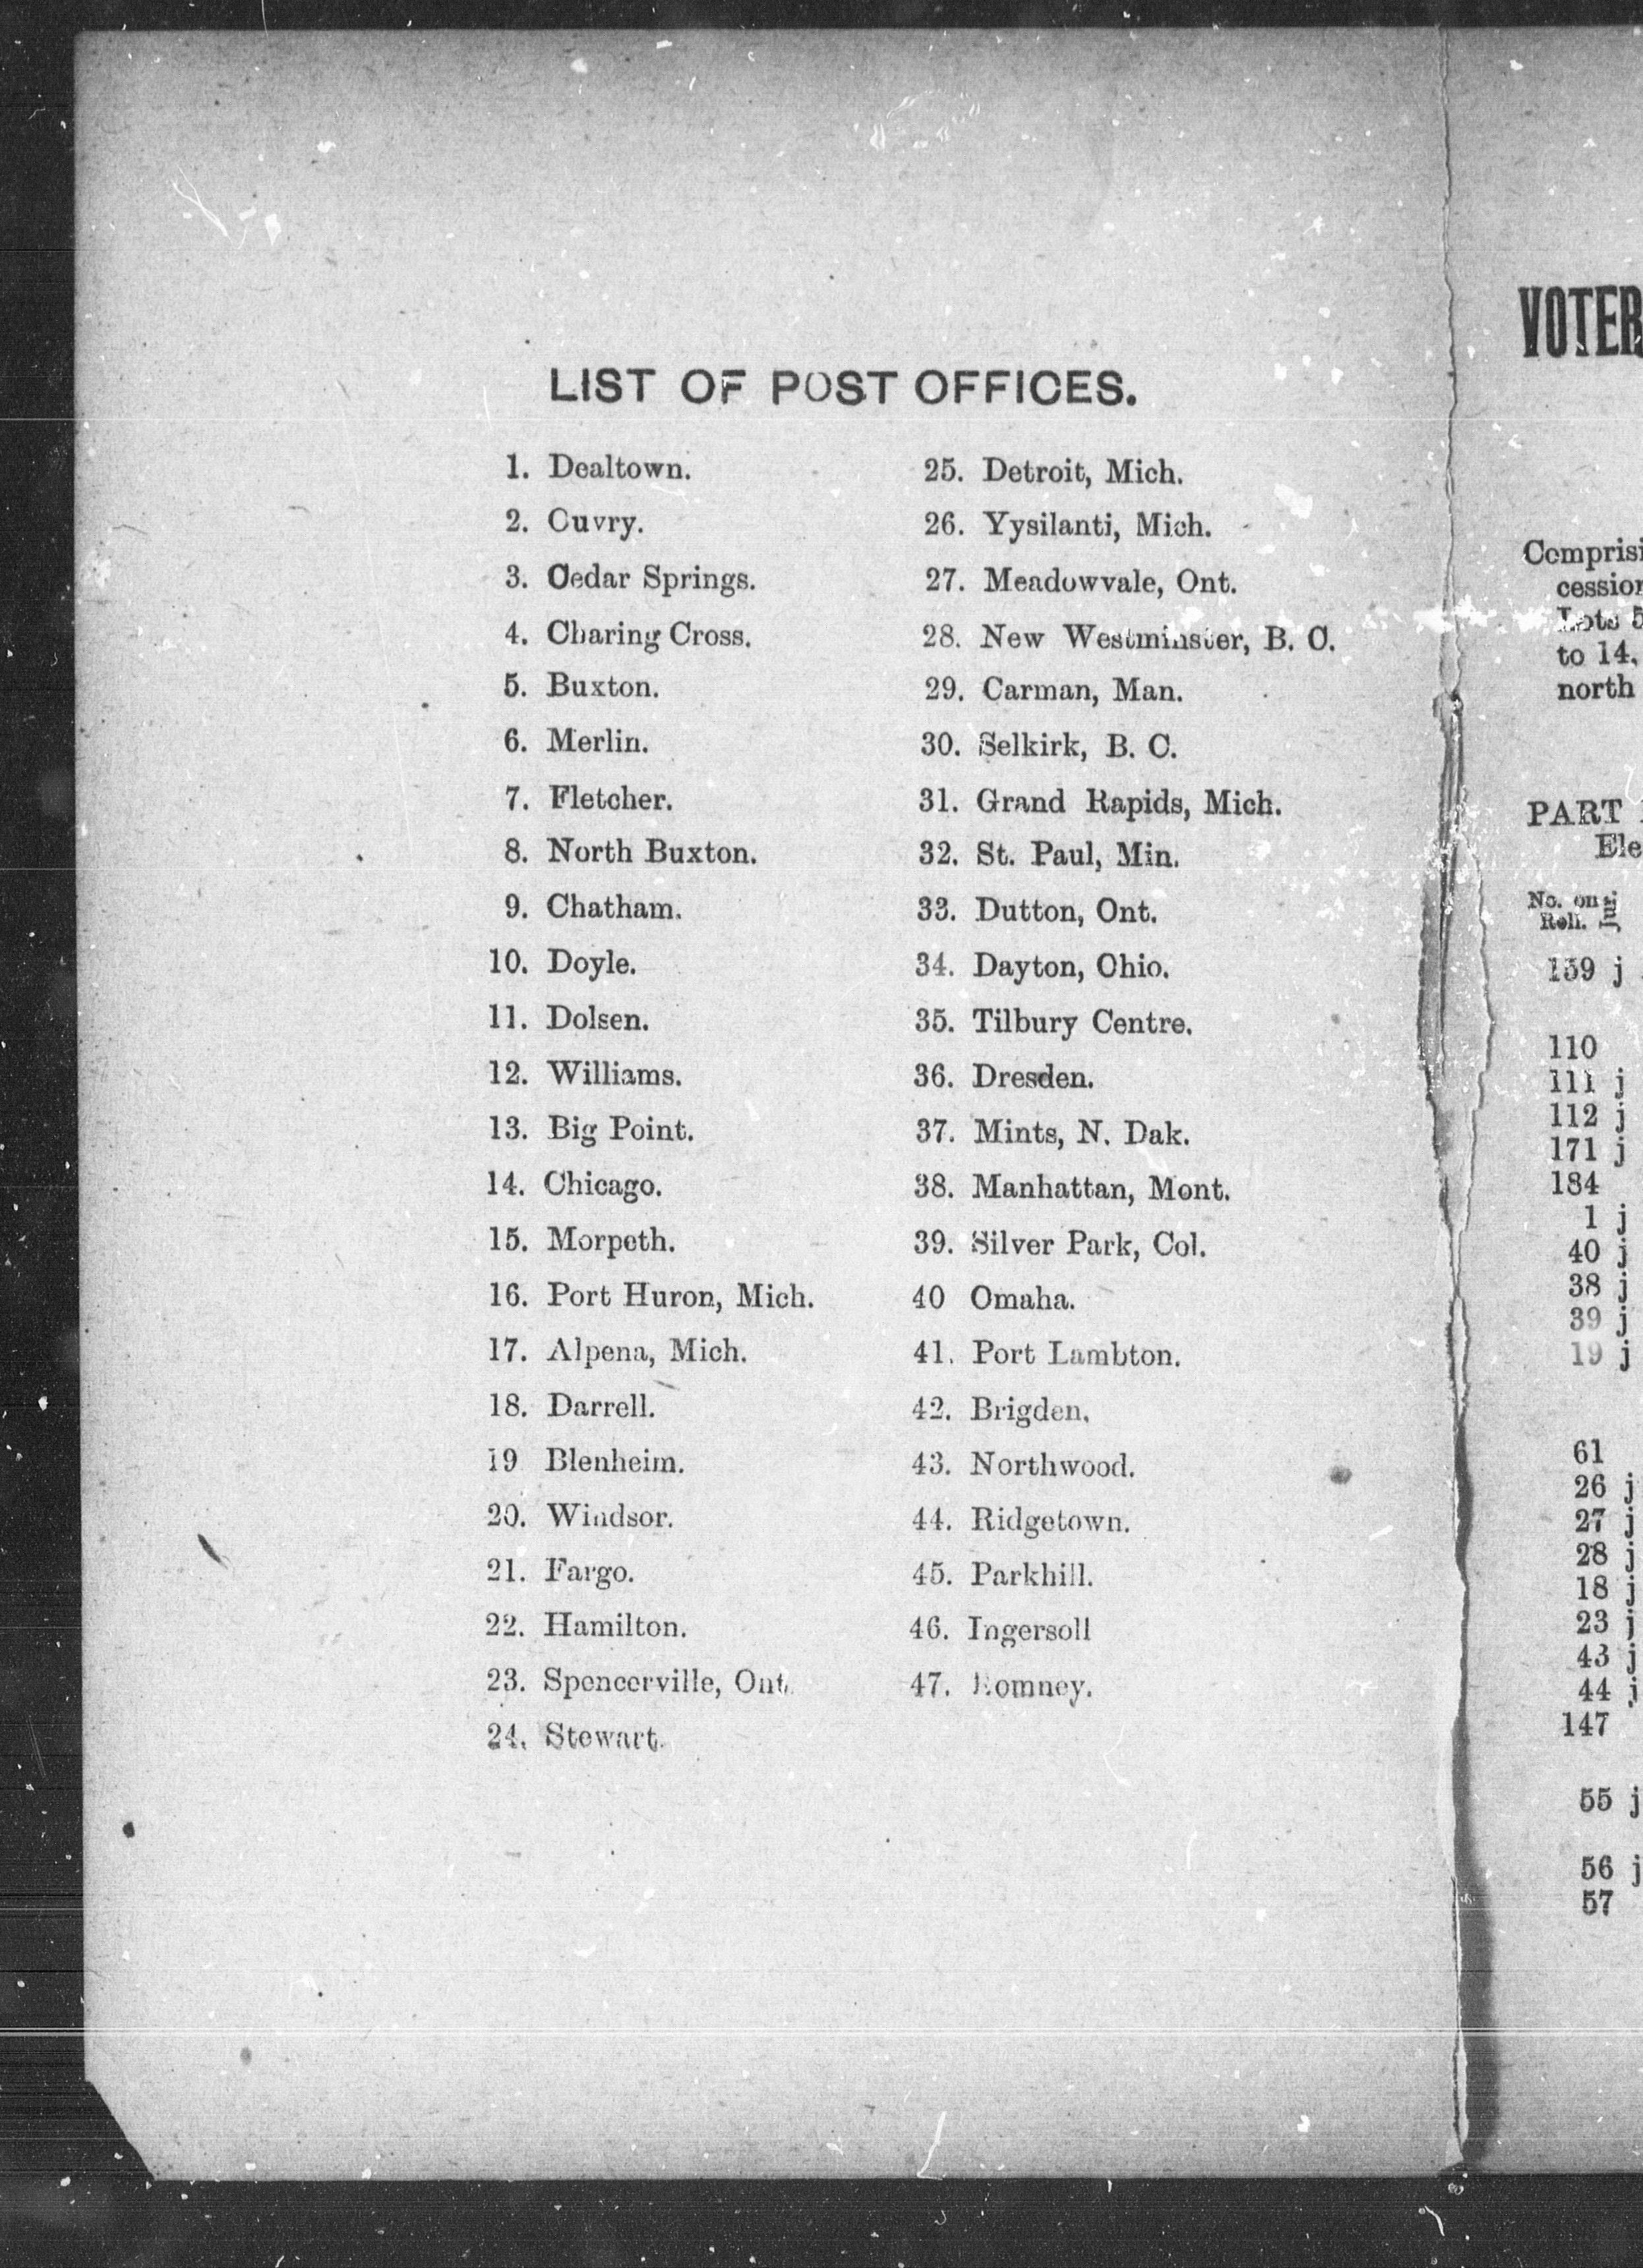 LIST OF POST OFFICES.
1. Dealtown.
2. Ouvry.
3. Cedar Springs.
4. Charing Cross.
5. Buxton.
6. Merlin.
7. Fletcher.
8. North Buxton.
9. Chatham.
10. Doyle.
11. Dolsen.
12. Williams.
13. Big Point.
14. Chicago.
15. Morpeth.
16. Port Huron, Mich.
17. Alpena, Mich.
18. Darrell.
19 Blenheim.
20. Windsor.
21. Fargo.
22. Hamilton.
23. Spencerville, Ont.
24. Stewart.
25. Detroit, Mich.
26. Yysilanti, Mich.
27. Meadowvale, Ont.
28. New Westminster, B. C.
29. Carman, Man.
30. Selkirk, B. C.
31. Grand Rapids, Mich.
32. St. Paul, Min.
33. Dutton, Ont.
34. Dayton, Ohio.
35. Tilbury Centre.
36. Dresden.
37. Mints, N. Dak.
38. Manhattan, Mont.
39. Silver Park, Col.
40 Omaha.
41. Port Lambton.
42. Brigden.
43. Northwood.
44. Ridgetown.
45. Parkhill.
46. Ingersoll
47. Romney.
VOTER
Comprisi
cession
Lots 5
to 14,
north
PART
Ele
No. on Jur.
Roll.
159 j
110
111 j
112 j
171 j
184
1 j
40 j
38 j
39 j
19 j
61
26 j
27 j
28 j
18 j
23 j
43 j
44 j
147
55 j
56 j
57